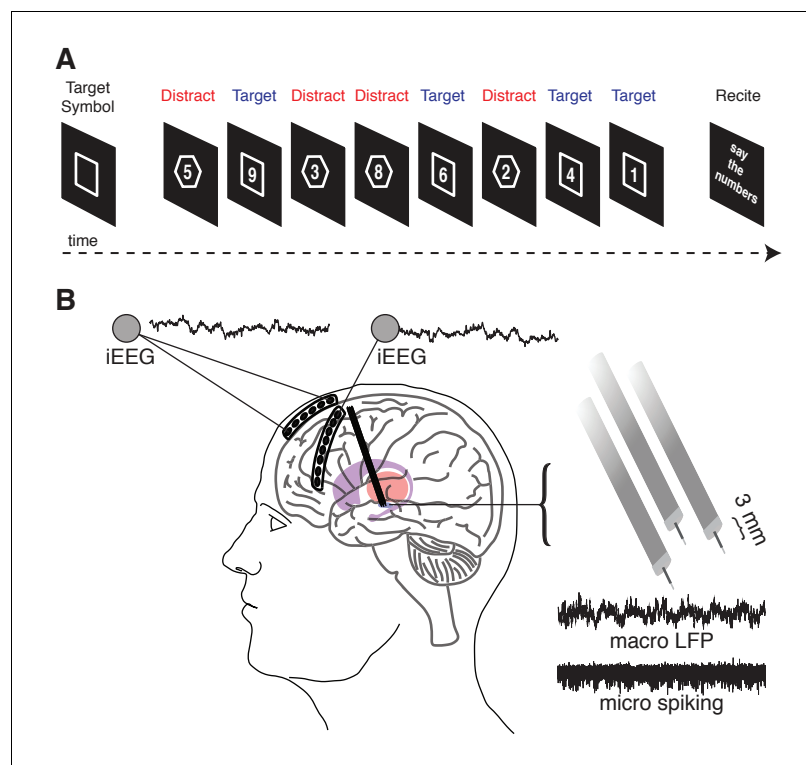 A
Target
Symbol
Distract Target Distract Distract Target Distract Target Target
Recite
5 9 3 8 6 2 4 1
say
the
numbers
time
B
iEEG
iEEG
3 mm
macro LFP
micro spiking